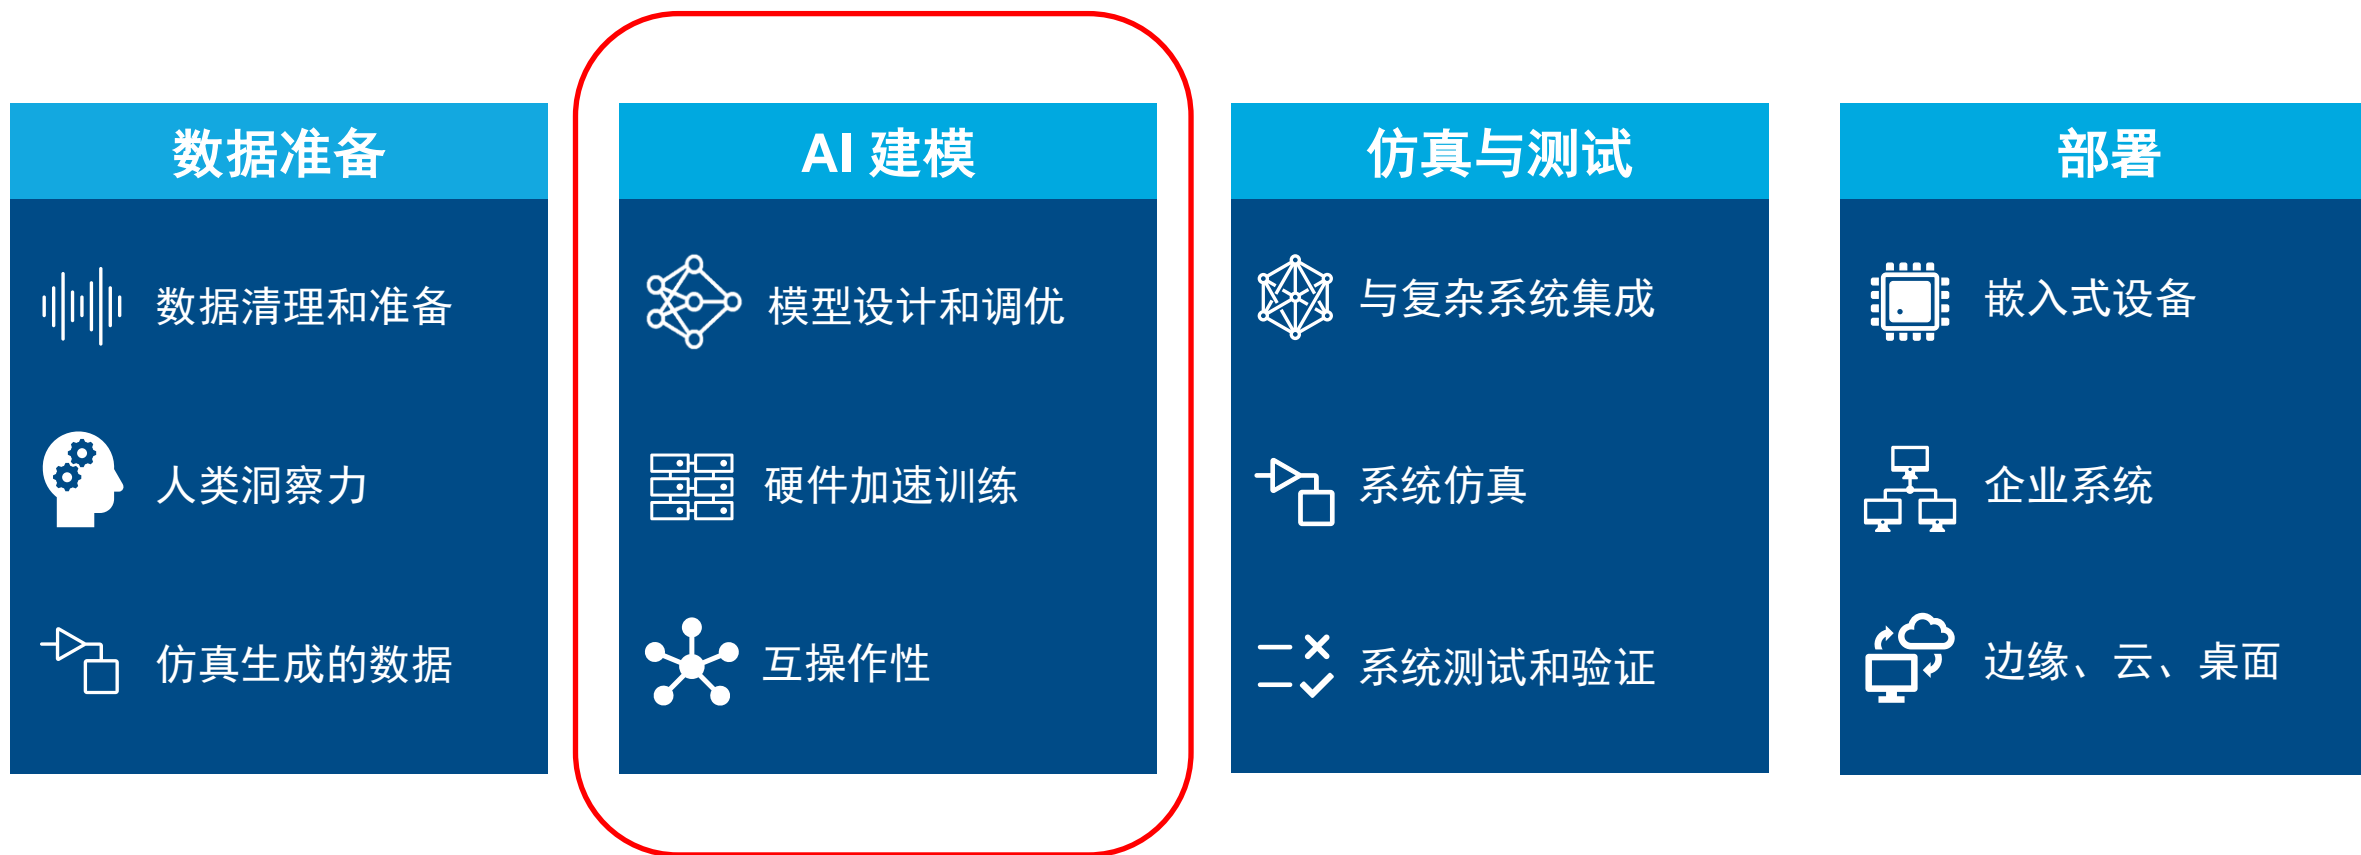 数据准备
数据清理和准备
人类洞察力
仿真生成的数据
AI 建模
模型设计和调优
硬件加速训练
互操作性
仿真与测试
与复杂系统集成
系统仿真
系统测试和验证
部署
嵌入式设备
企业系统
边缘、云、桌面